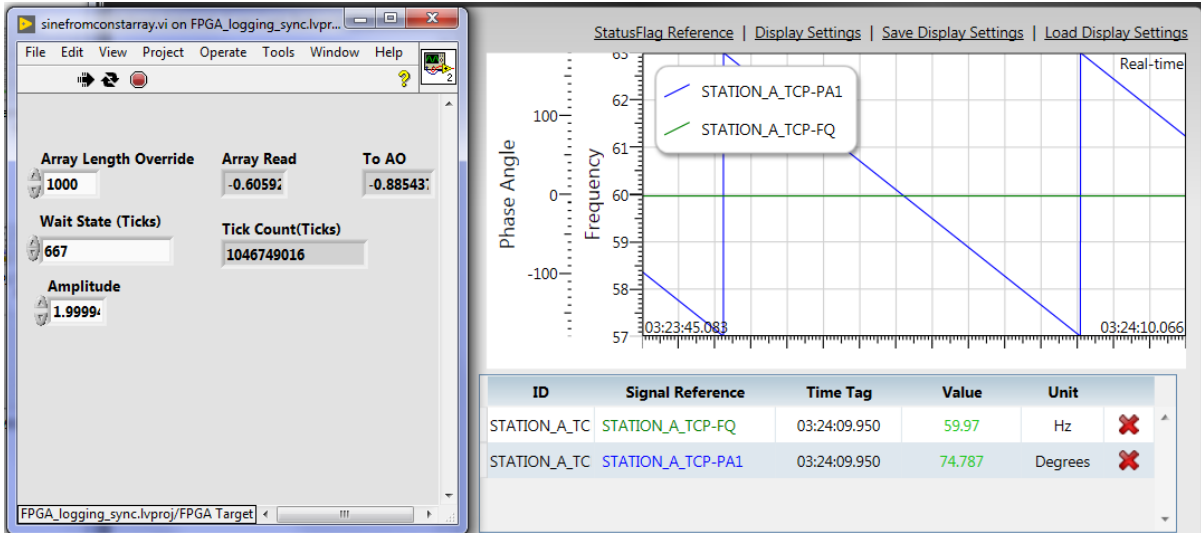 sinefromconstarray.vi on FPGA_logging_sync.lvpr...
File Edit View Project Operate Tools Window Help
2
Array Length Override Array Read To AO
1000 -0.60592 -0.88543
Wait State (Ticks) Tick Count(Ticks)
667 1046749016
Amplitude
1.9999
FPGA_logging_sync.lvproj/FPGA Target
StatusFlag Reference | Display Settings | Save Display Settings | Load Display Settings
Phase Angle
100
0
-100
Frequency
63
62
61
60
59
58
57
STATION_A_TCP-PA1
STATION_A_TCP-FQ
Real-time
03:23:45.083
03:24:10.066
ID Signal Reference Time Tag Value Unit
STATION_A_TC STATION_A_TCP-FQ 03:24:09.950 59.97 Hz
STATION_A_TC STATION_A_TCP-PA1 03:24:09.950 74.787 Degrees